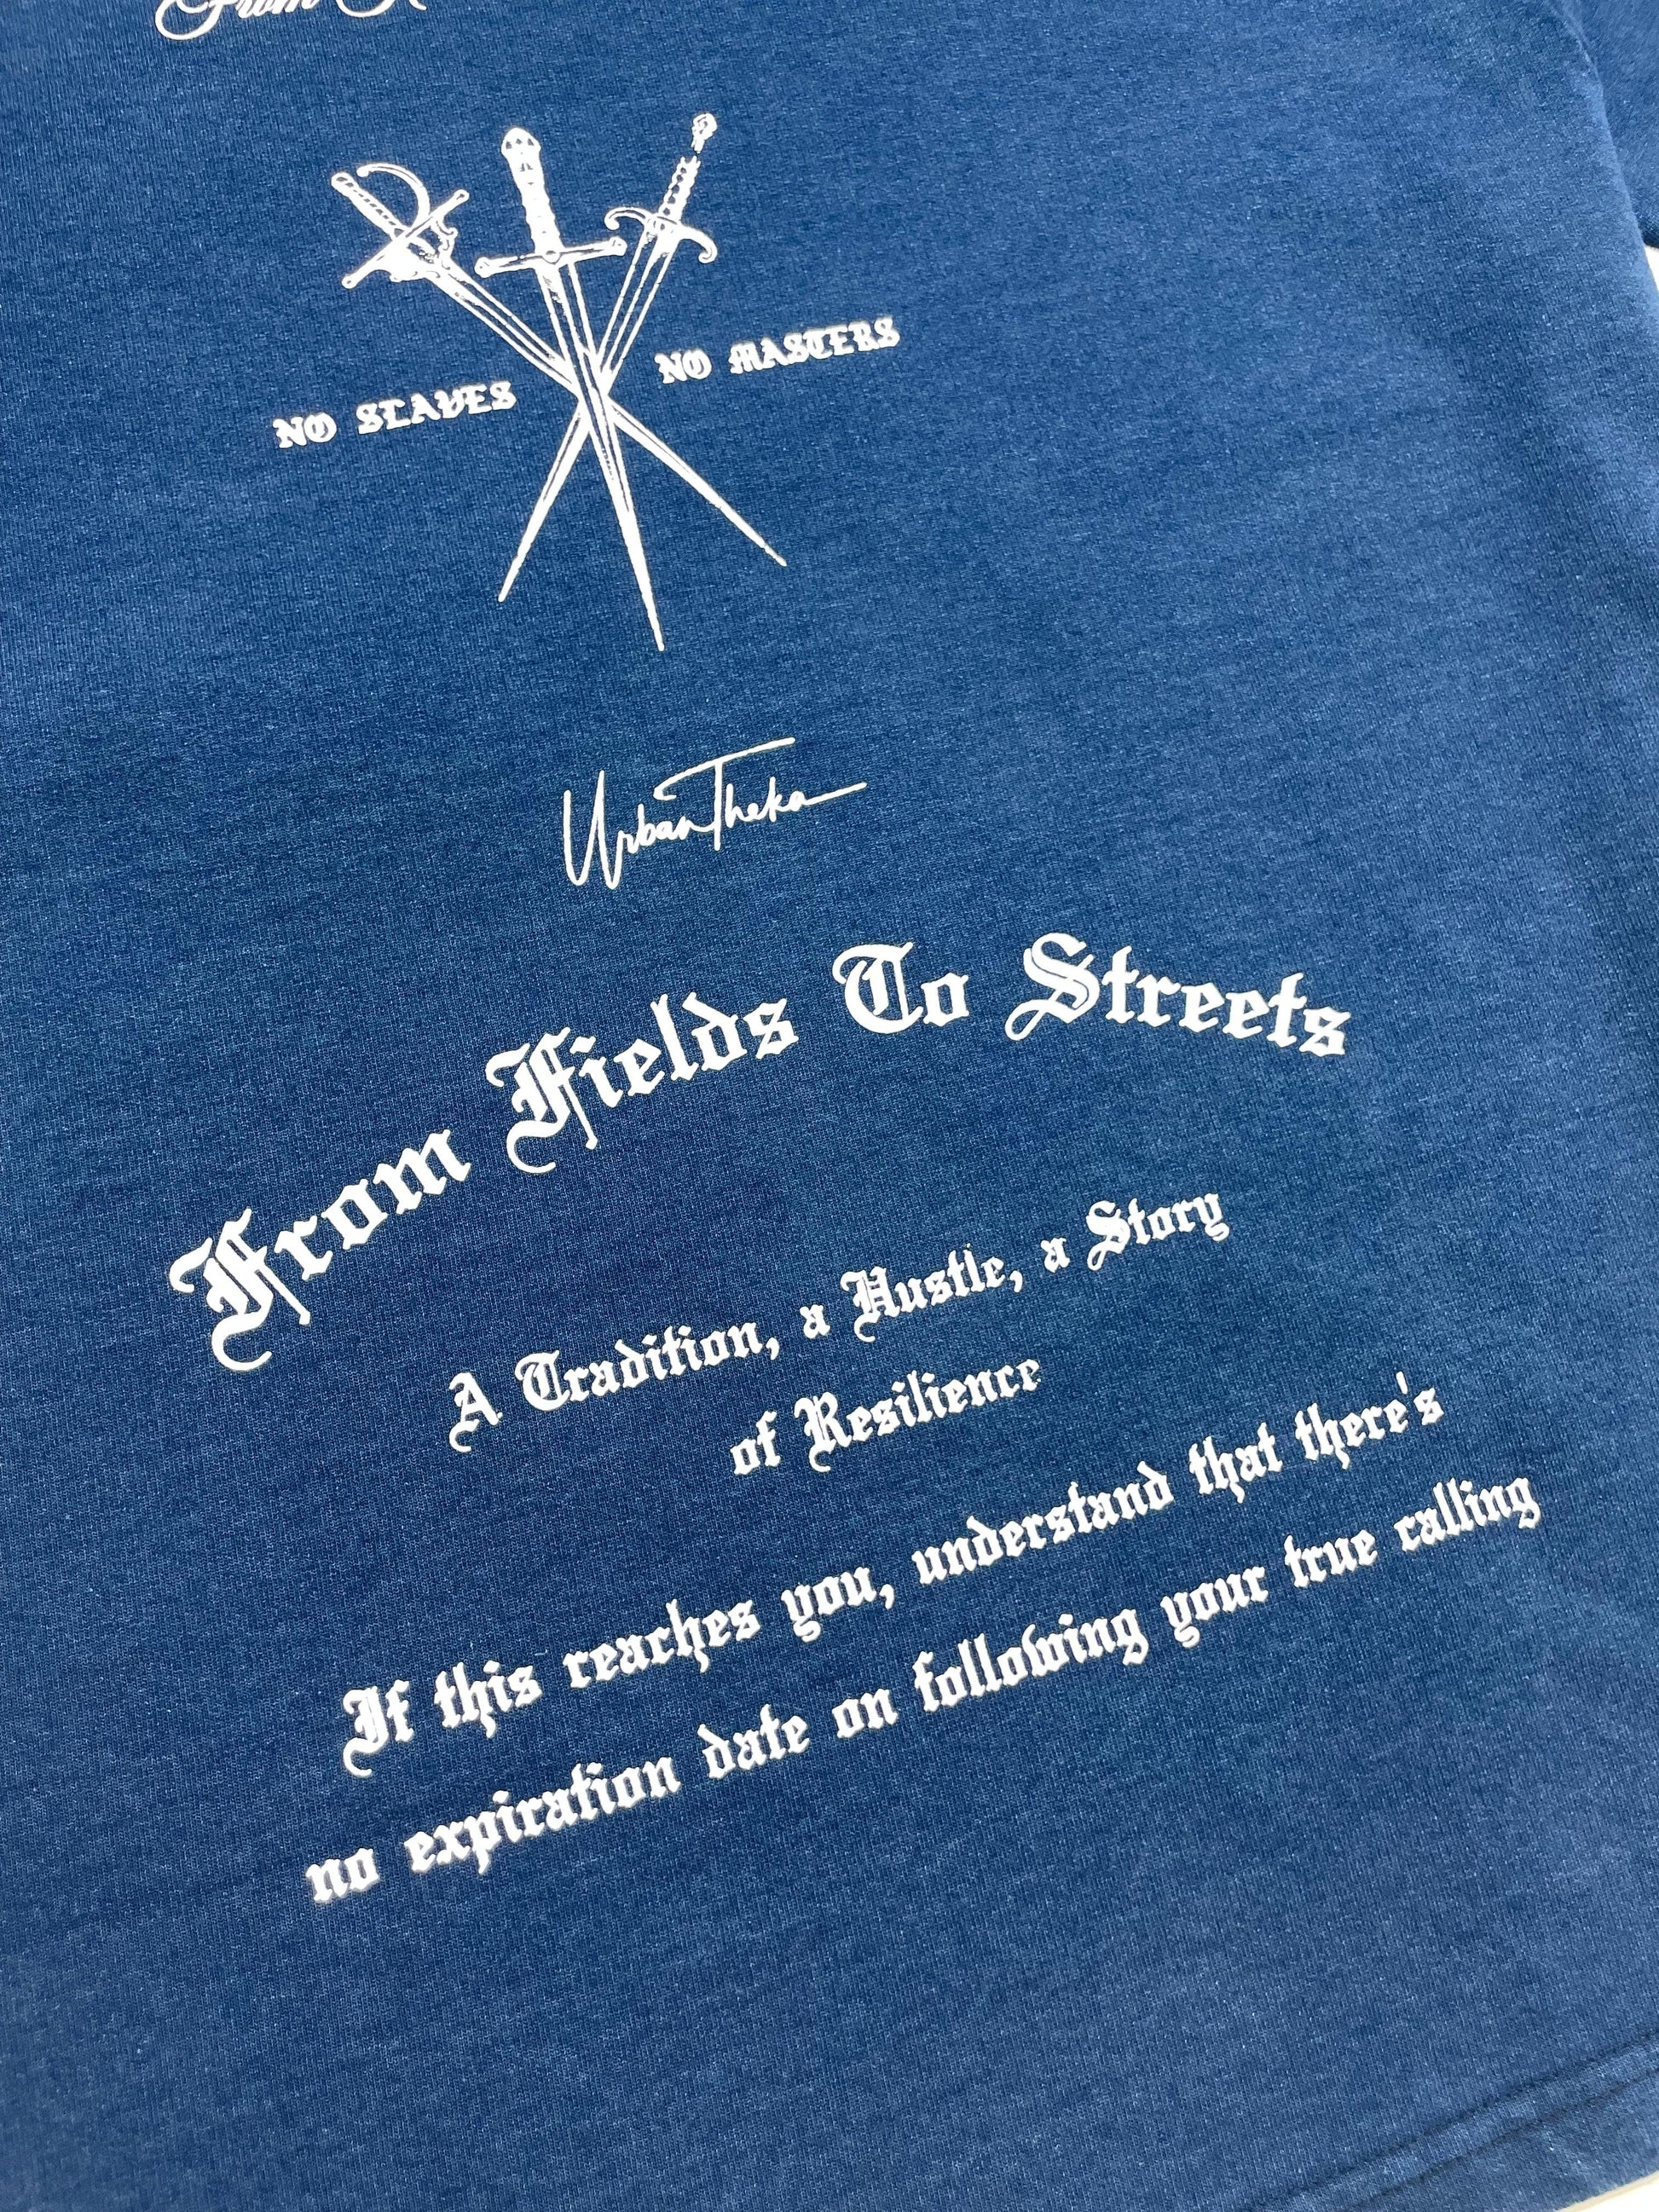 From
NO SLAVES NO MASTERS
UrbanTheka
From Fields To Streets
A Tradition, a Hustle, a Story
of Resilience
If this reaches you, understand that there's
no expiration date on following your true calling